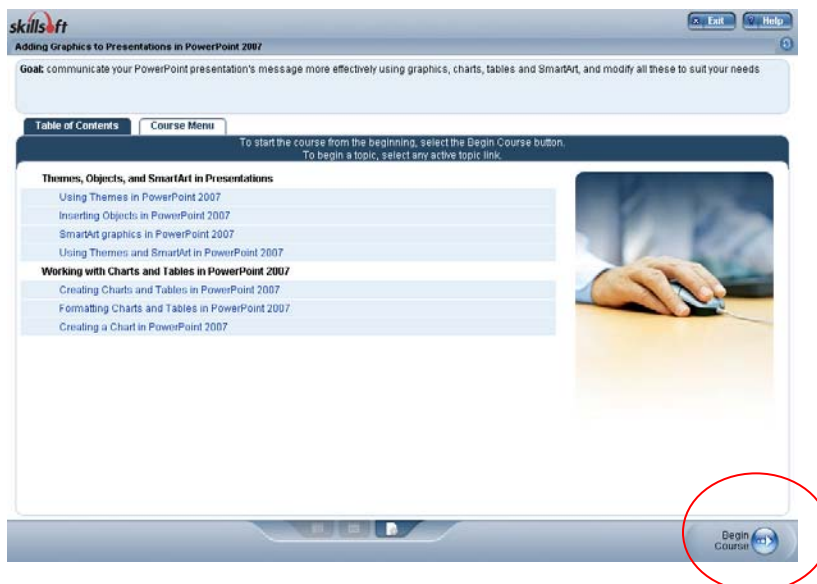 skillsoft
Exit
Help
Adding Graphics to Presentations in PowerPoint 2007
Goal: communicate your PowerPoint presentation's message more effectively using graphics, charts, tables and SmartArt, and modify all these to suit your needs
Table of Contents
Course Menu
To start the course from the beginning, select the Begin Course button.
To begin a topic, select any active topic link.
Themes, Objects, and SmartArt in Presentations
Using Themes in PowerPoint 2007
Inserting Objects in PowerPoint 2007
SmartArt graphics in PowerPoint 2007
Using Themes and SmartArt in PowerPoint 2007
Working with Charts and Tables in PowerPoint 2007
Creating Charts and Tables in PowerPoint 2007
Formatting Charts and Tables in PowerPoint 2007
Creating a Chart in PowerPoint 2007
Begin
Course